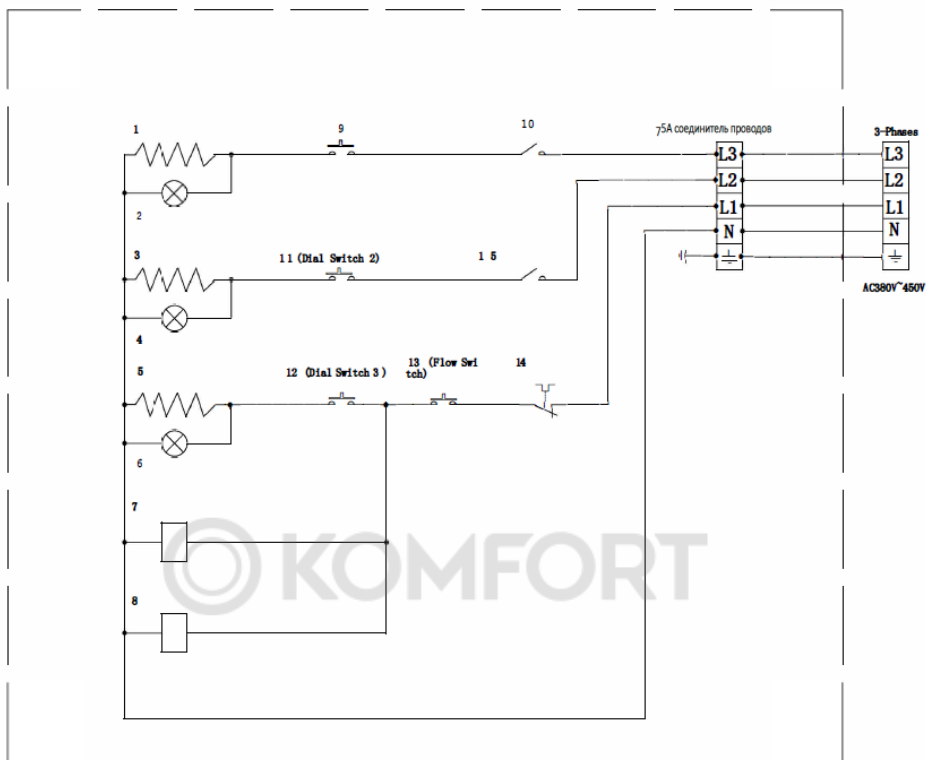 1
9
10
75A соединитель проводов
3-Phases
L3
L3
L2
L2
2
L1
L1
N
N
3
11 (Dial Switch 2)
1 5
AC380V~450V
4
5
12 (Dial Switch 3 )
13 (Flow Swi
tch)
14
6
7
KOMFORT
8